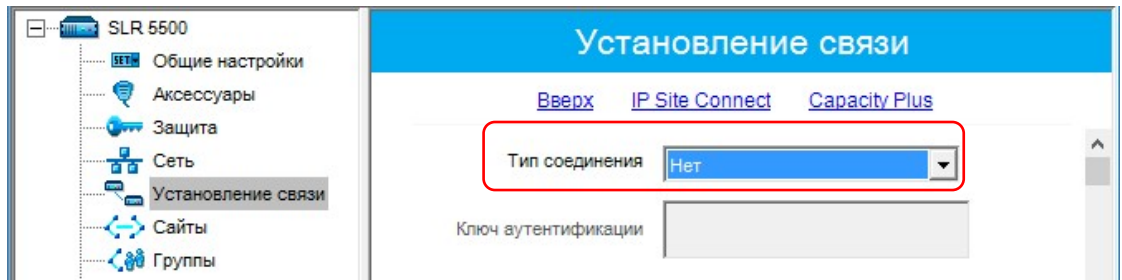 SLR 5500
Общие настройки
Аксессуары
Защита
Сеть
Установление связи
Сайты
Группы
Установление связи
Вверх IP Site Connect Capacity Plus
Тип соединения Нет
Ключ аутентификации